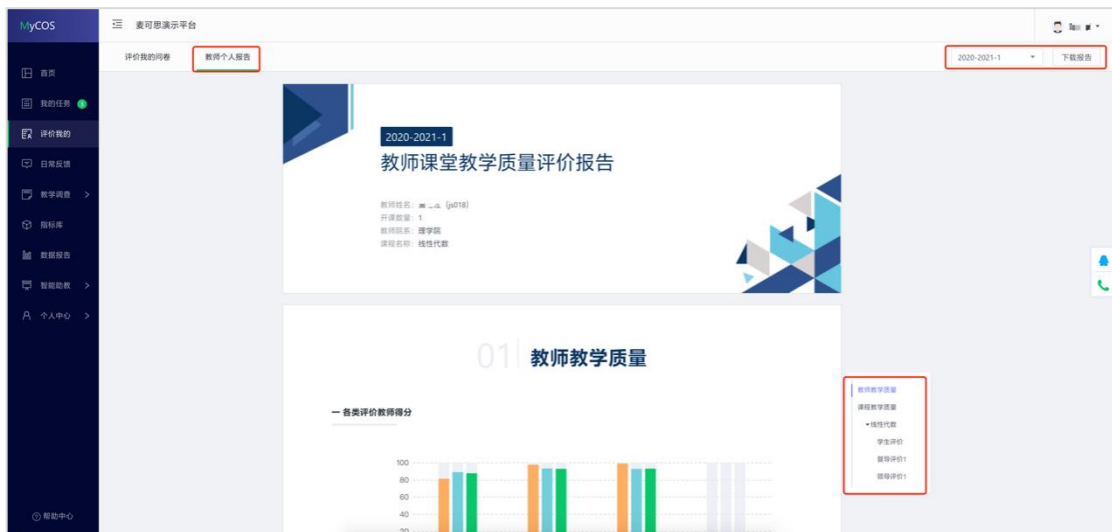 MyCOS
麦可思演示平台
评价我的问卷
教师个人报告
2020-2021-1
下载报告
首页
我的任务
评价我的
日常反馈
教学调查
指标库
数据报告
智能助教
个人中心
帮助中心
2020-2021-1
教师课堂教学质量评价报告
教师姓名： (js018)
开课数量：1
教师院系：理学院
课程名称：线性代数
01 教师教学质量
一 各类评价教师得分
100
80
60
40
20
教师教学质量
课程教学质量
线性代数
学生评价
督导评价1
领导评价1